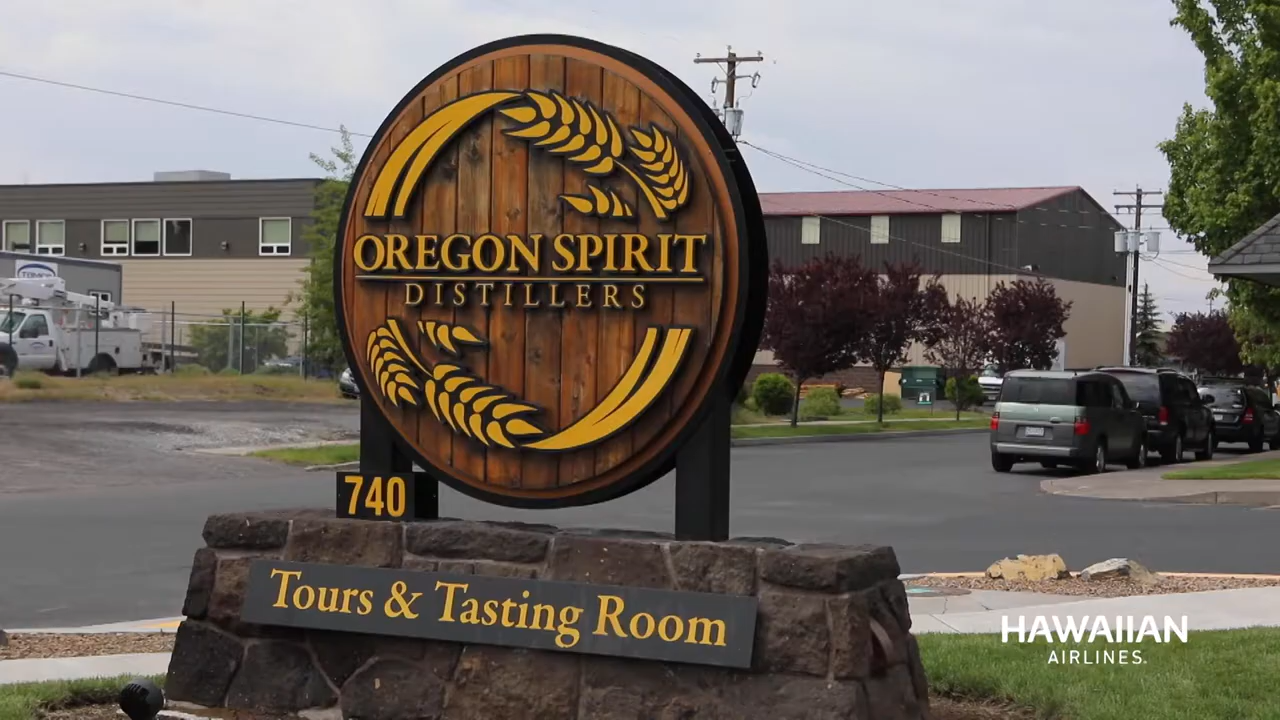 OREGON SPIRIT
DISTILLERS
740
Tours & Tasting Room
HAWAIIAN
AIRLINES.